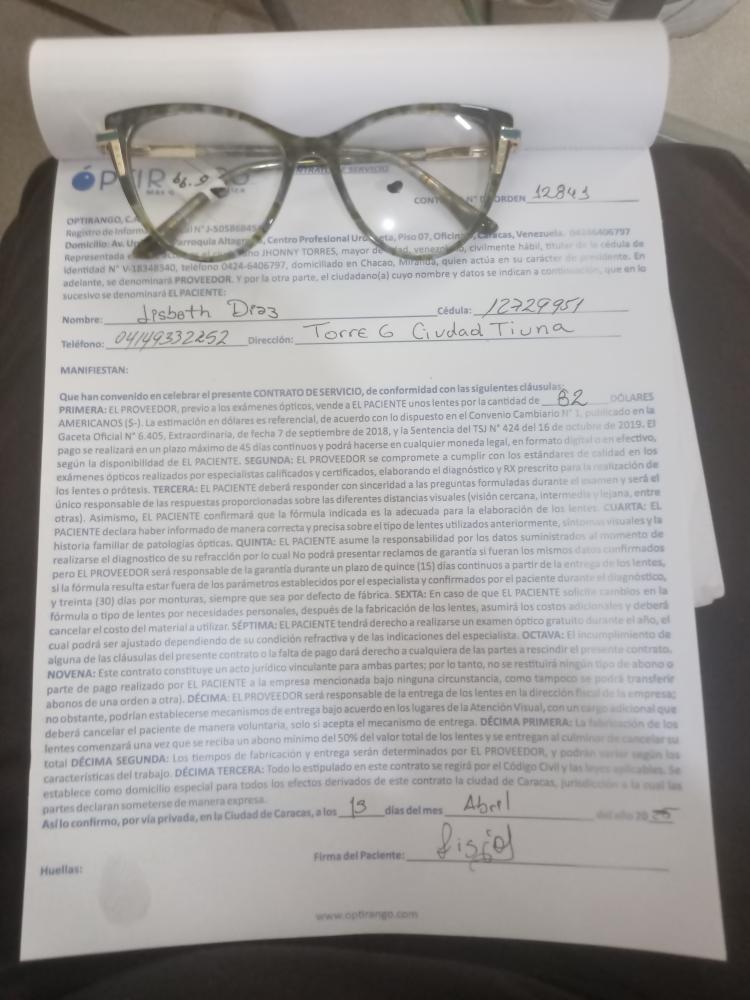 ÓPTIR
CONTRATO DE SERVICIO
ORDEN 12843
OPTIRANGO, C.A
Registro de Inform N° J-50586845
Domicilio: Av. Ur Parroquia Altagr Centro Profesional Ur eta, Piso 07, Oficin Caracas, Venezuela. 04246406797
Representada JHONNY TORRES, mayor de edad, venezolano, civilmente hábil, titular de la cédula de
Identidad N° V-18348340, teléfono 0424-6406797, domiciliado en Chacao, Miranda, quien actúa en su carácter de presidente. En
adelante, se denominará PROVEEDOR. Y por la otra parte, el ciudadano(a) cuyo nombre y datos se indican a continuación, que en lo
sucesivo se denominará EL PACIENTE:
Nombre: Lisbeth Diaz Cédula: 12729951
Teléfono: 04149332252 Dirección: Torre G Ciudad Tiuna
MANIFIESTAN:
Que han convenido en celebrar el presente CONTRATO DE SERVICIO, de conformidad con las siguientes cláusulas:
PRIMERA: EL PROVEEDOR, previo a los exámenes ópticos, vende a EL PACIENTE unos lentes por la cantidad de 82 DÓLARES
AMERICANOS (S-). La estimación en dólares es referencial, de acuerdo con lo dispuesto en el Convenio Cambiario N° 1, publicado en la
Gaceta Oficial N° 6.405, Extraordinaria, de fecha 7 de septiembre de 2018, y la Sentencia del TSJ N° 424 del 16 de octubre de 2019. El
pago se realizará en un plazo máximo de 45 días continuos y podrá hacerse en cualquier moneda legal, en formato digital o en efectivo,
según la disponibilidad de EL PACIENTE. SEGUNDA: EL PROVEEDOR se compromete a cumplir con los estándares de calidad en los
exámenes ópticos realizados por especialistas calificados y certificados, elaborando el diagnóstico y RX prescrito para la realización de
los lentes o prótesis. TERCERA: EL PACIENTE deberá responder con sinceridad a las preguntas formuladas durante el examen y será el
único responsable de las respuestas proporcionadas sobre las diferentes distancias visuales (visión cercana, intermedia y lejana, entre
otras). Asimismo, EL PACIENTE confirmará que la fórmula indicada es la adecuada para la elaboración de los lentes. CUARTA: EL
PACIENTE declara haber informado de manera correcta y precisa sobre el tipo de lentes utilizados anteriormente, síntomas visuales y la
historia familiar de patologías ópticas. QUINTA: EL PACIENTE asume la responsabilidad por los datos suministrados al momento de
realizarse el diagnostico de su refracción por lo cual No podrá presentar reclamos de garantía si fueran los mismos datos confirmados
pero EL PROVEEDOR será responsable de la garantía durante un plazo de quince (15) días continuos a partir de la entrega de los lentes,
si la fórmula resulta estar fuera de los parámetros establecidos por el especialista y confirmados por el paciente durante el diagnóstico,
y treinta (30) días por monturas, siempre que sea por defecto de fábrica. SEXTA: En caso de que EL PACIENTE solicite cambios en la
fórmula o tipo de lentes por necesidades personales, después de la fabricación de los lentes, asumirá los costos adicionales y deberá
cancelar el costo del material a utilizar. SÉPTIMA: EL PACIENTE tendrá derecho a realizarse un examen óptico gratuito durante el año, el
cual podrá ser ajustado dependiendo de su condición refractiva y de las indicaciones del especialista. OCTAVA: El incumplimiento de
alguna de las cláusulas del presente contrato o la falta de pago dará derecho a cualquiera de las partes a rescindir el presente contrato.
NOVENA: Este contrato constituye un acto jurídico vinculante para ambas partes; por lo tanto, no se restituirá ningún tipo de abono o
parte de pago realizado por EL PACIENTE a la empresa mencionada bajo ninguna circunstancia, como tampoco se podrá transferir
abonos de una orden a otra). DÉCIMA: EL PROVEEDOR será responsable de la entrega de los lentes en la dirección fiscal de la empresa;
no obstante, podrían establecerse mecanismos de entrega bajo acuerdo en los lugares de la Atención Visual, con un cargo adicional que
deberá cancelar el paciente de manera voluntaria, solo si acepta el mecanismo de entrega. DÉCIMA PRIMERA: La fabricación de los
lentes comenzará una vez que se reciba un abono mínimo del 50% del valor total de los lentes y se entregan al culminar de cancelar su
total DÉCIMA SEGUNDA: Los tiempos de fabricación y entrega serán determinados por EL PROVEEDOR, y podrán variar según las
características del trabajo. DÉCIMA TERCERA: Todo lo estipulado en este contrato se regirá por el Código Civil y las leyes aplicables. Se
establece como domicilio especial para todos los efectos derivados de este contrato la ciudad de Caracas, jurisdicción a la cual las
partes declaran someterse de manera expresa.
Así lo confirmo, por vía privada, en la Ciudad de Caracas, a los 13 días del mes Abril del año 2025
Firma del Paciente:
Huellas:
www.optirango.com